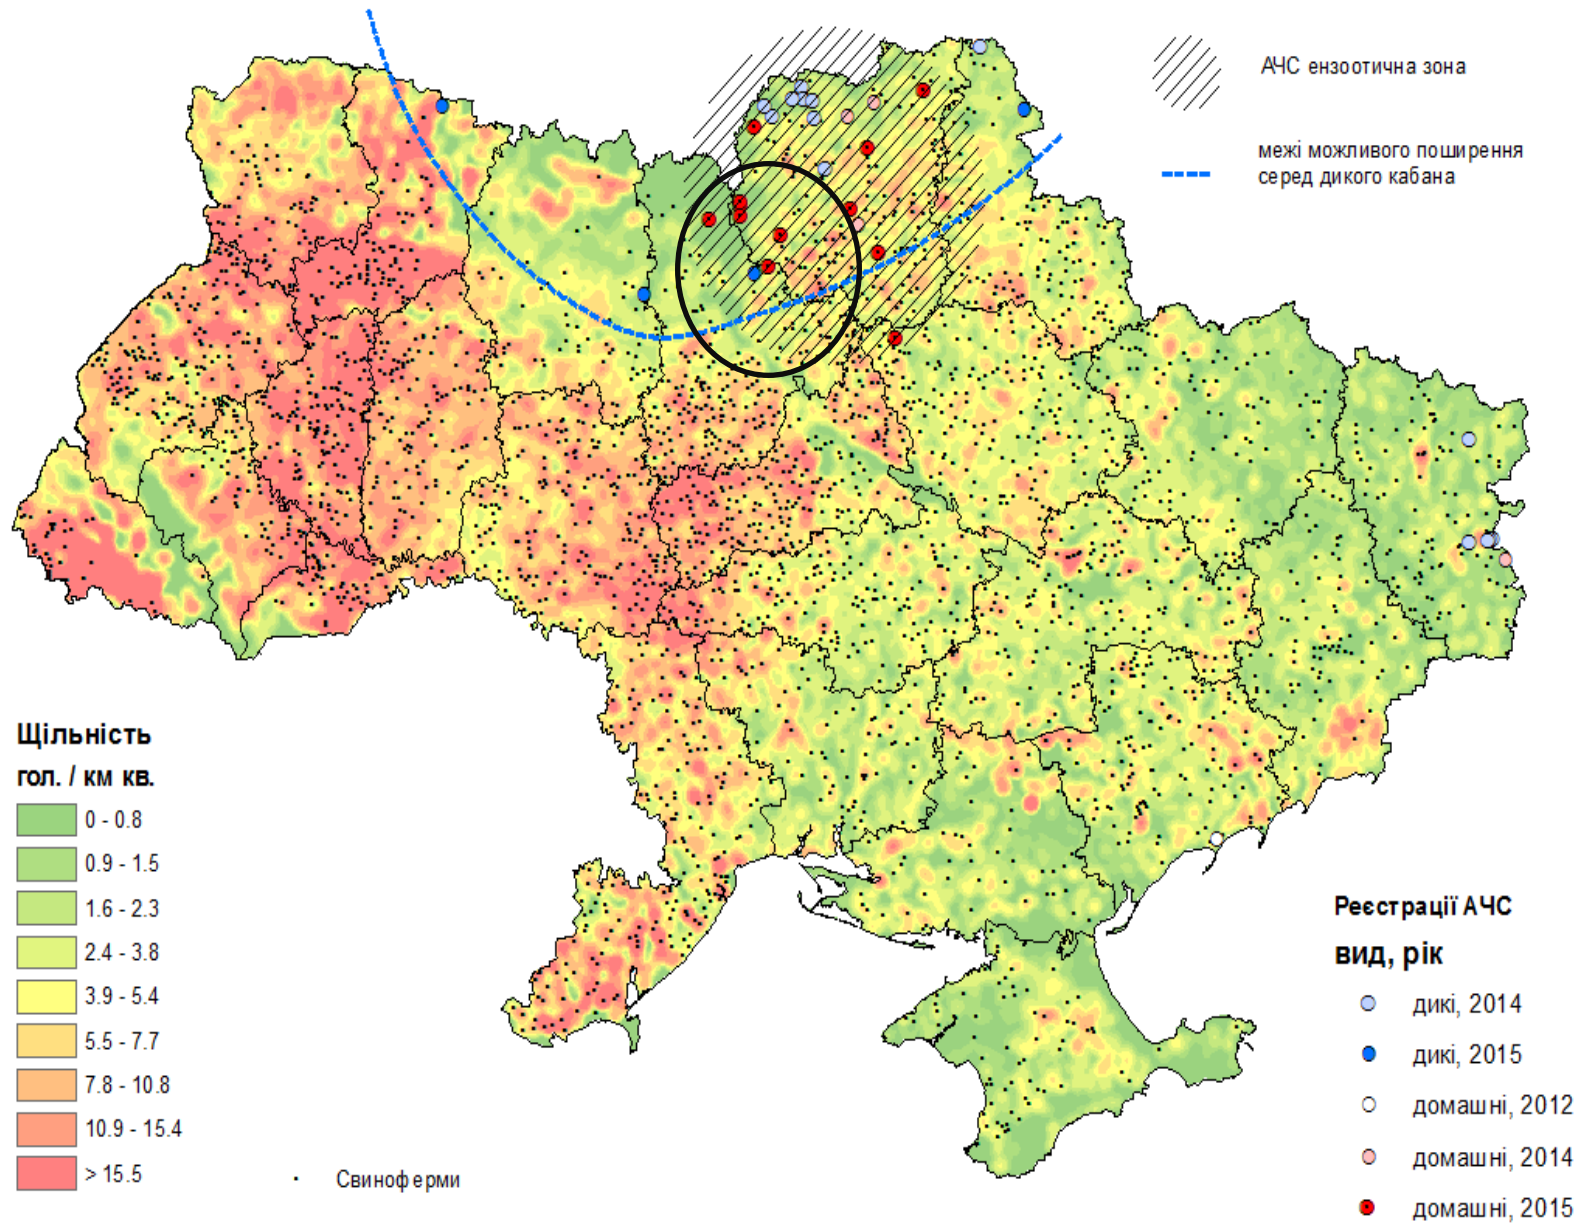 АЧС ензоотична зона
межі можливого поширення
серед дикого кабана
Щільність
гол. / км кв.
0 - 0.8
0.9 - 1.5
1.6 - 2.3
2.4 - 3.8
3.9 - 5.4
5.5 - 7.7
7.8 - 10.8
10.9 - 15.4
> 15.5
Свиноферми
Реєстрації АЧС
вид, рік
дикі, 2014
дикі, 2015
домашні, 2012
домашні, 2014
домашні, 2015